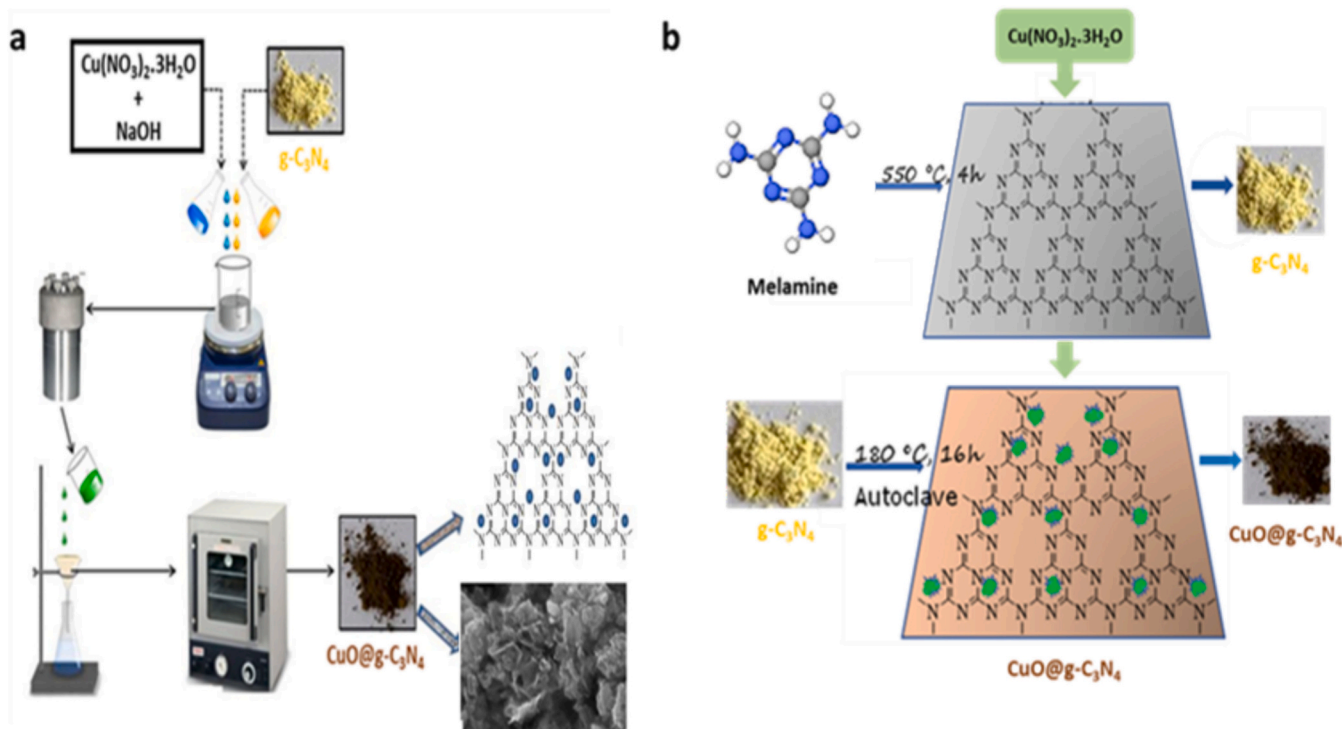 a
Cu(NO₃)₂.3H₂O
+
NaOH
g-C₃N₄
CuO@g-C₃N₄
b
Cu(NO₃)₂.3H₂O
Melamine
550 °C, 4h
g-C₃N₄
g-C₃N₄
180 °C, 16h
Autoclave
CuO@g-C₃N₄
CuO@g-C₃N₄